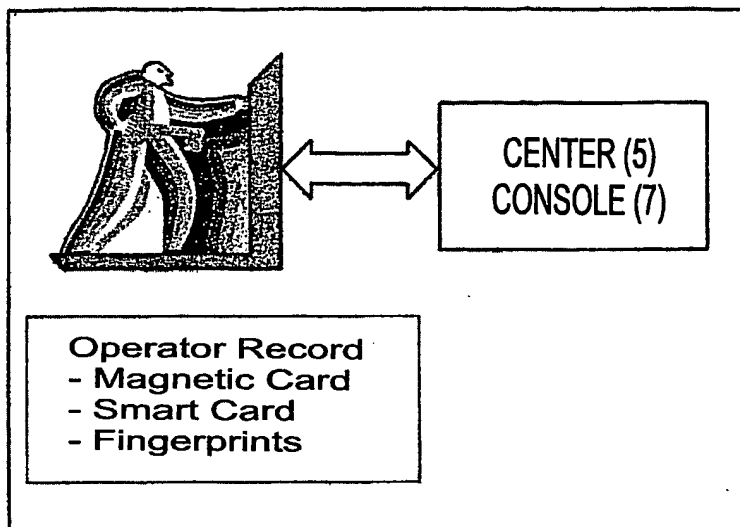 CENTER (5)
CONSOLE (7)
Operator Record
- Magnetic Card
- Smart Card
- Fingerprints